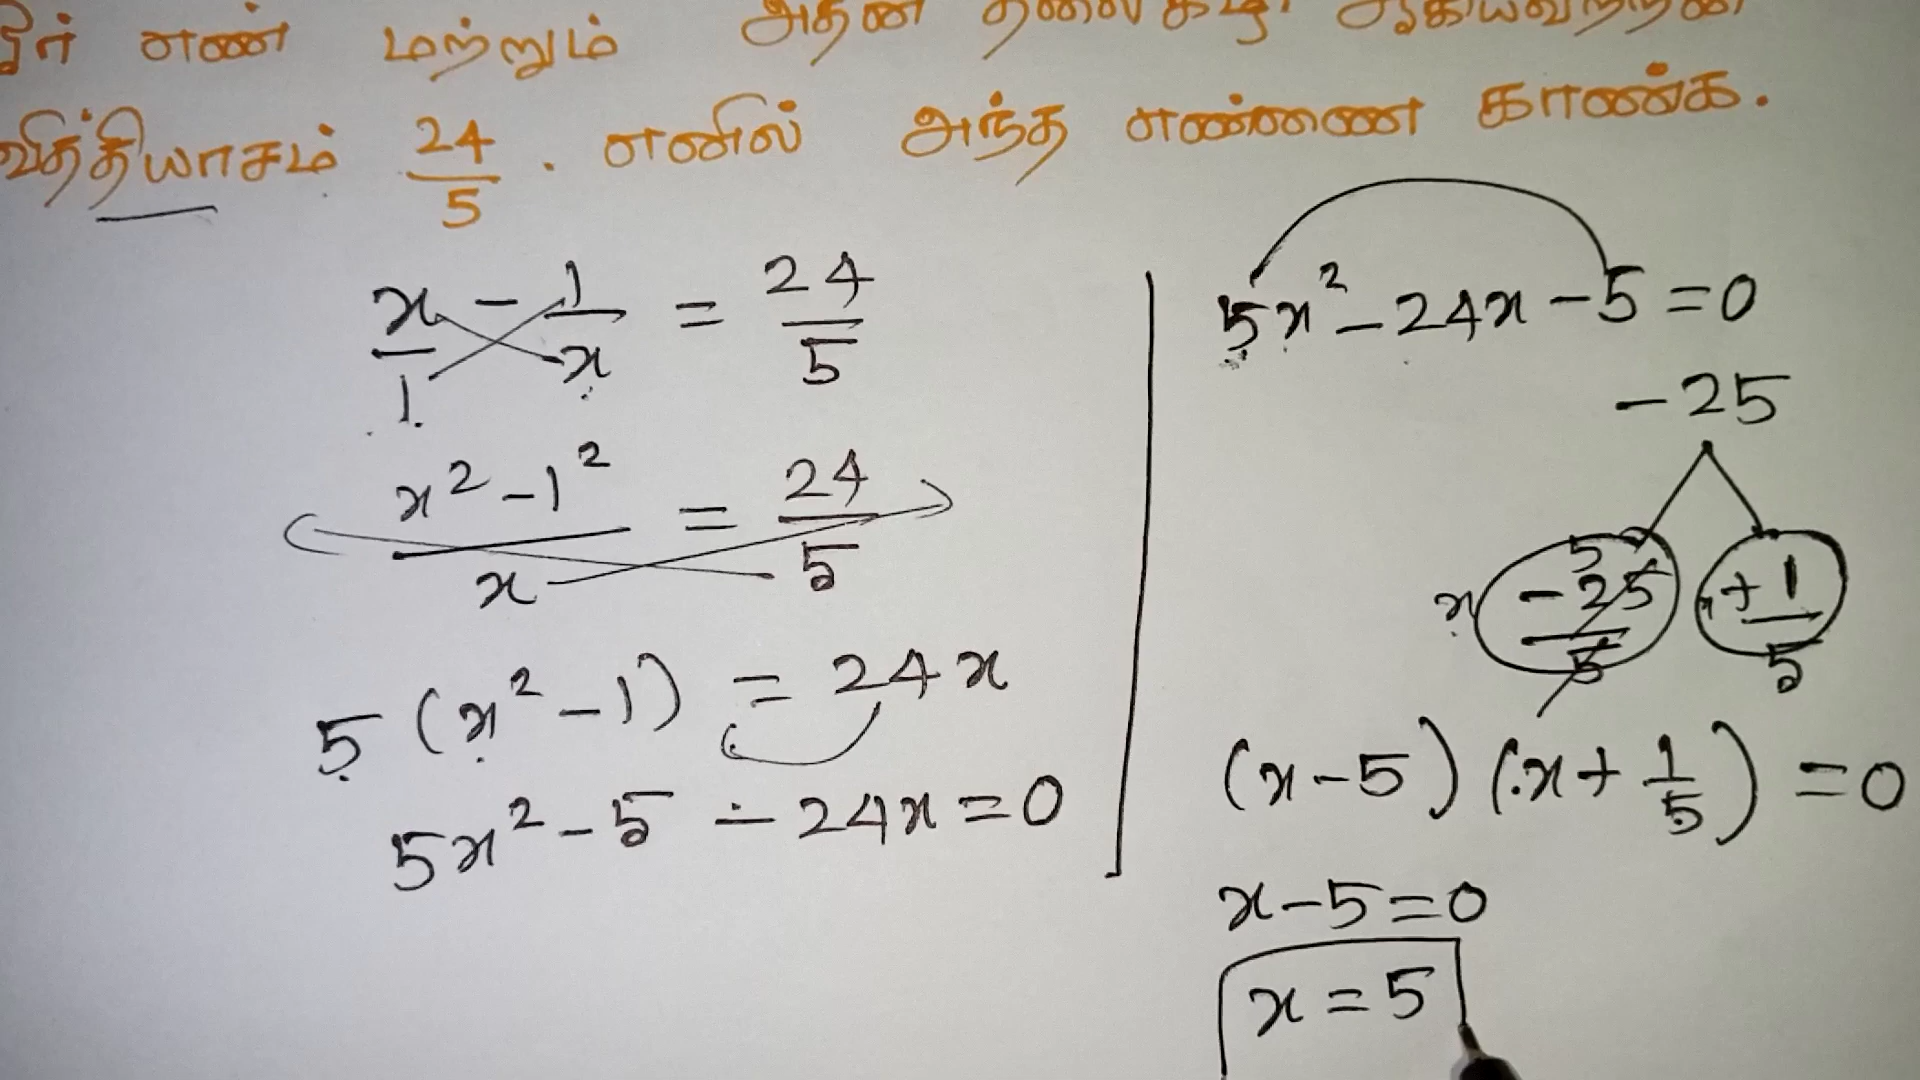 ஓர் எண் மற்றும் அதன் தலைகீழி ஆகியவற்றின்
வித்தியாசம் 24/5 . எனில் அந்த எண்ணை காண்க.
x/1 - 1/x = 24/5
x² - 1² / x = 24/5
5 (x² - 1) = 24x
5x² - 5 - 24x = 0
5x² - 24x - 5 = 0
- 25
x -25/5 +1/5
5
(x - 5) (x + 1/5) = 0
x - 5 = 0
x = 5